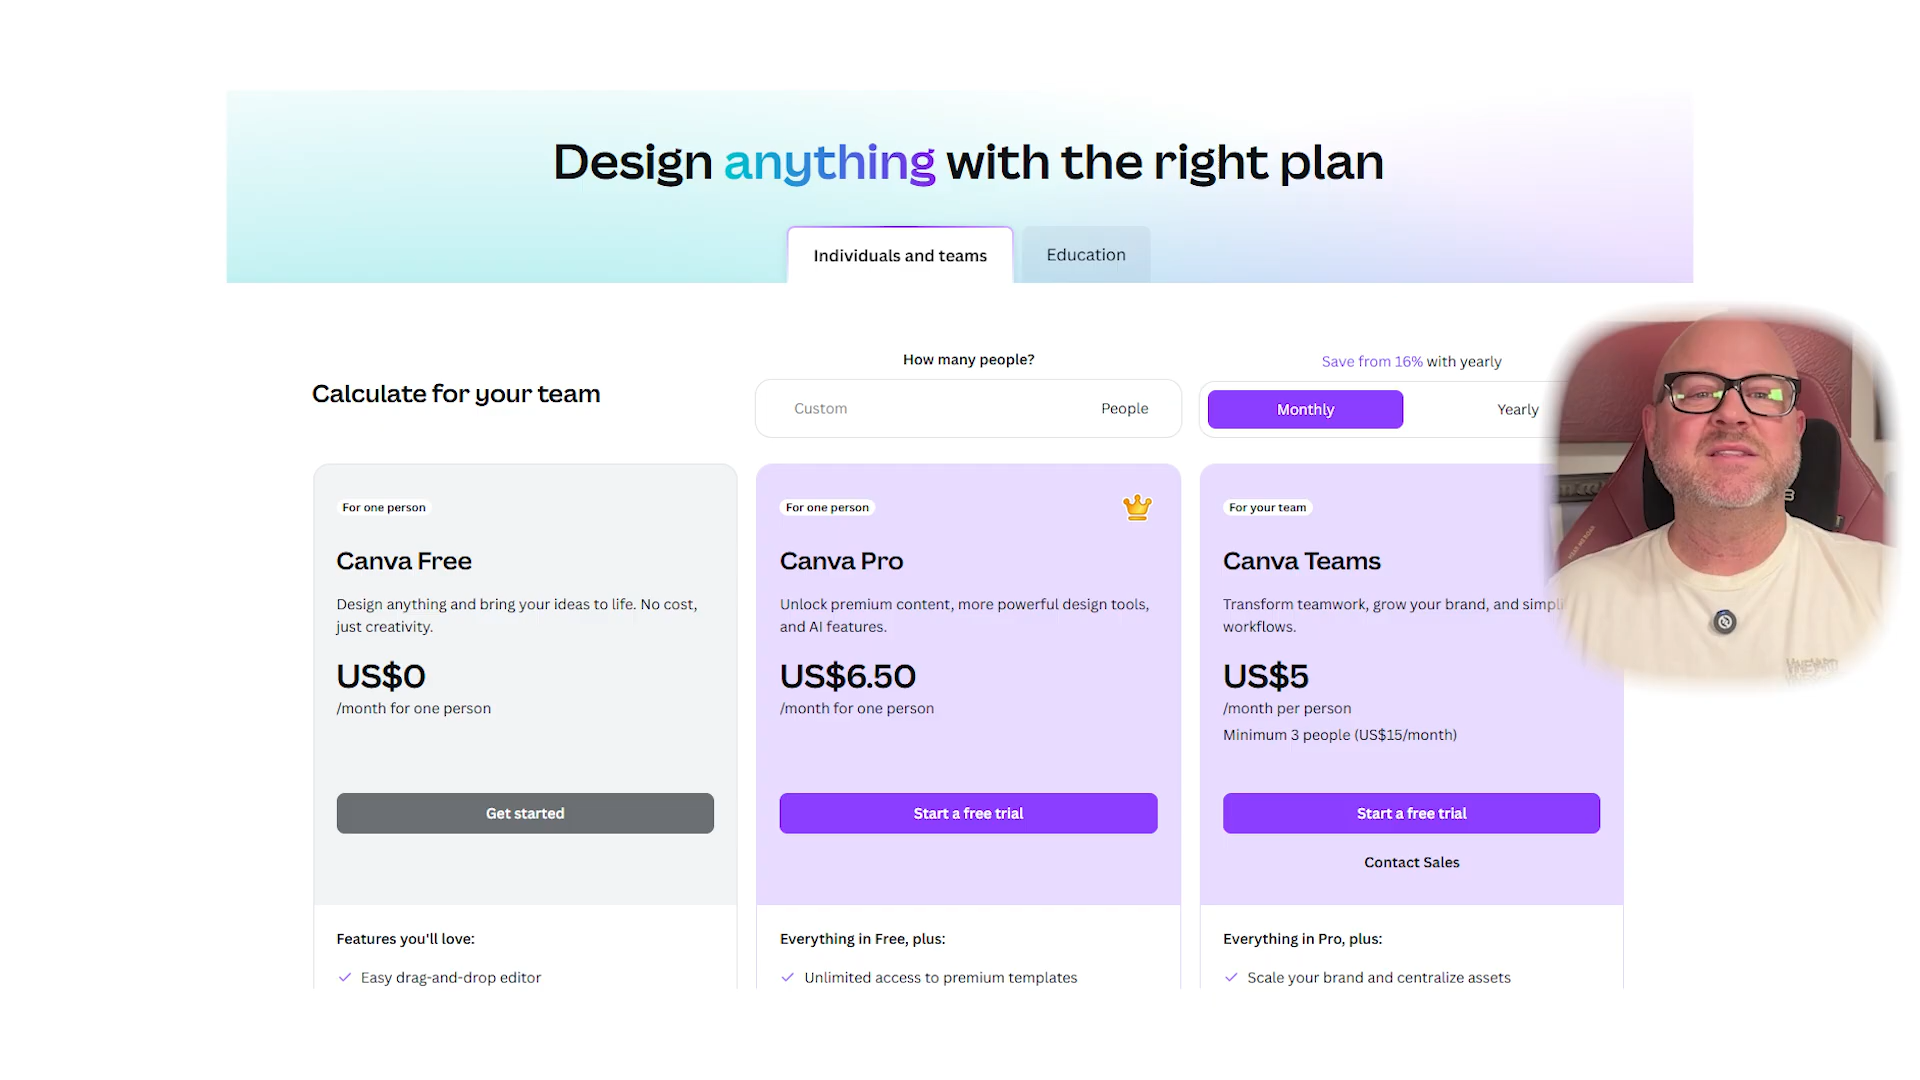 Design anything with the right plan
Individuals and teams
Education
How many people?
Save from 16% with yearly
Calculate for your team
Custom
People
Monthly
Yearly
For one person
Canva Free
Design anything and bring your ideas to life. No cost,
just creativity.
US$0
/month for one person
Get started
Features you'll love:
Easy drag-and-drop editor
For one person
Canva Pro
Unlock premium content, more powerful design tools,
and AI features.
US$6.50
/month for one person
Start a free trial
Everything in Free, plus:
Unlimited access to premium templates
For your team
Canva Teams
Transform teamwork, grow your brand, and
workflows.
US$5
/month per person
Minimum 3 people (US$15/month)
Start a free trial
Contact Sales
Everything in Pro, plus:
Scale your brand and centralize assets